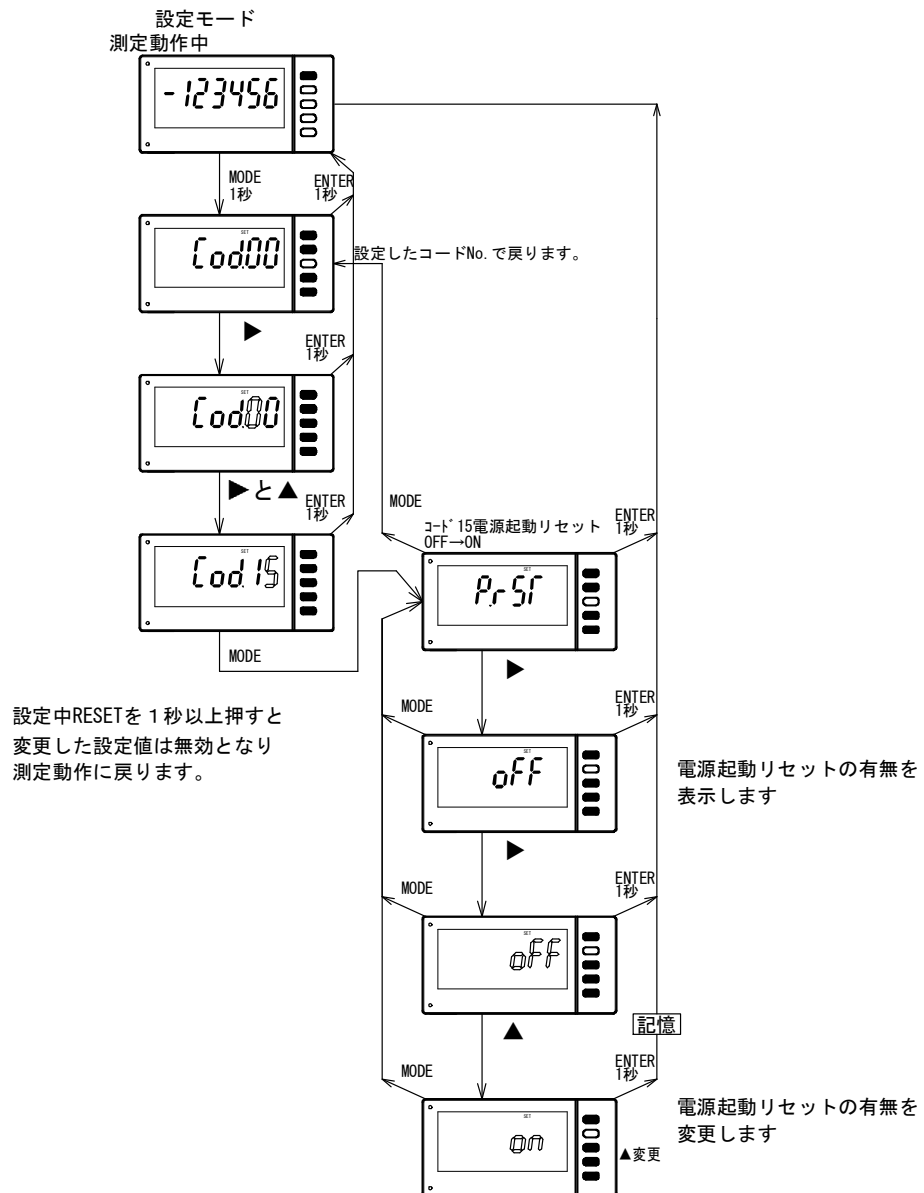 設定モード
測定動作中
-123456
MODE
1秒
ENTER
1秒
SET
Cod.00
設定したコードNo.で戻ります。
▶
ENTER
1秒
SET
Cod.00
▶と▲
ENTER
1秒
SET
Cod.15
MODE
MODE
コード15電源起動リセット
OFF→ON
ENTER
1秒
SET
P.rST
▶
設定中RESETを１秒以上押すと
変更した設定値は無効となり
測定動作に戻ります。
MODE
ENTER
1秒
SET
oFF
電源起動リセットの有無を
表示します
▶
MODE
ENTER
1秒
SET
oFF
▲
記憶
MODE
ENTER
1秒
SET
on
▲変更
電源起動リセットの有無を
変更します